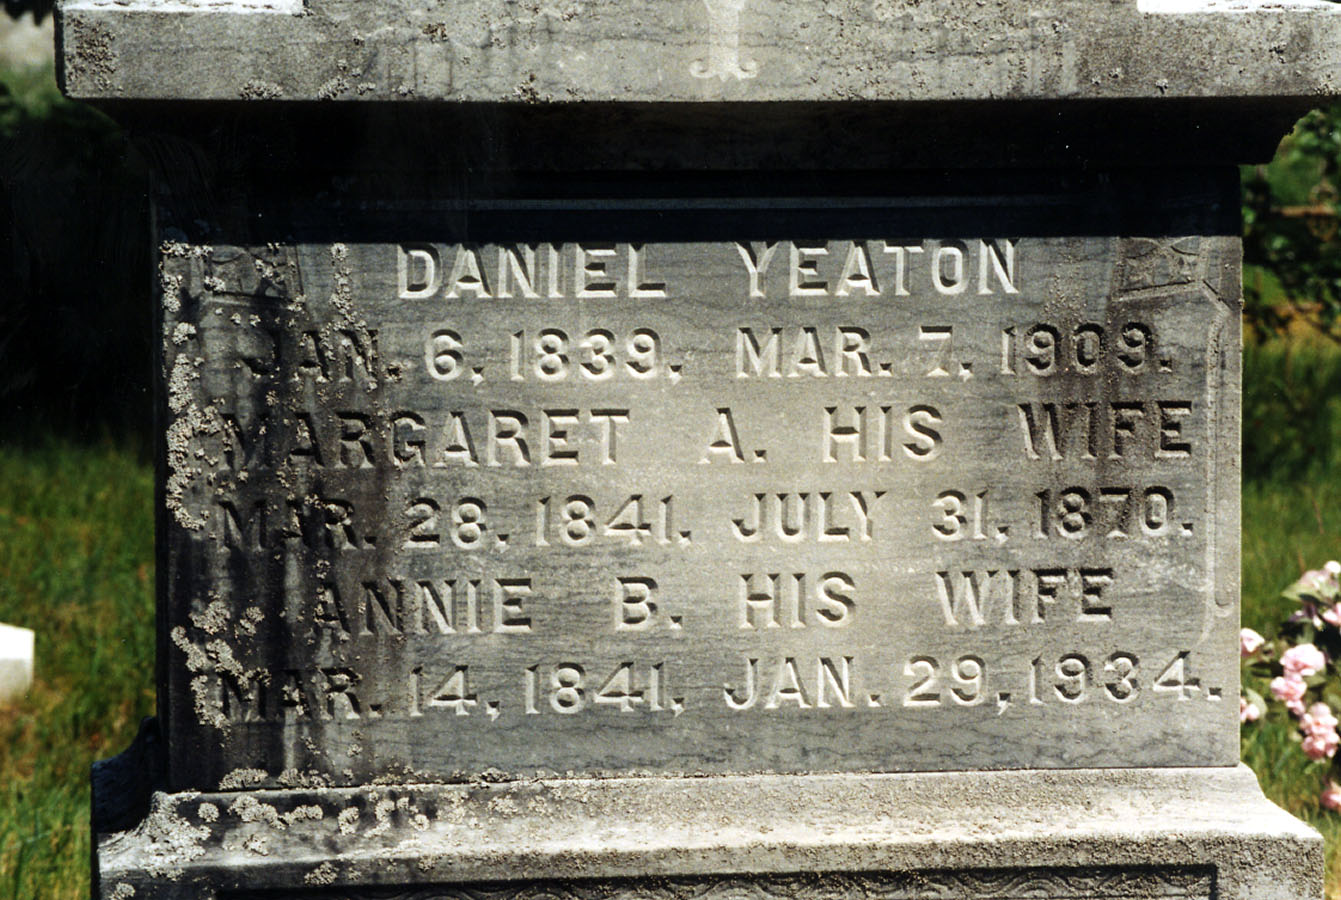 DANIEL YEATON
JAN. 6, 1839. MAR. 7, 1909.
MARGARET A. HIS WIFE
MAR. 28, 1841. JULY 31, 1870.
ANNIE B. HIS WIFE
MAR. 14, 1841, JAN. 29, 1934.